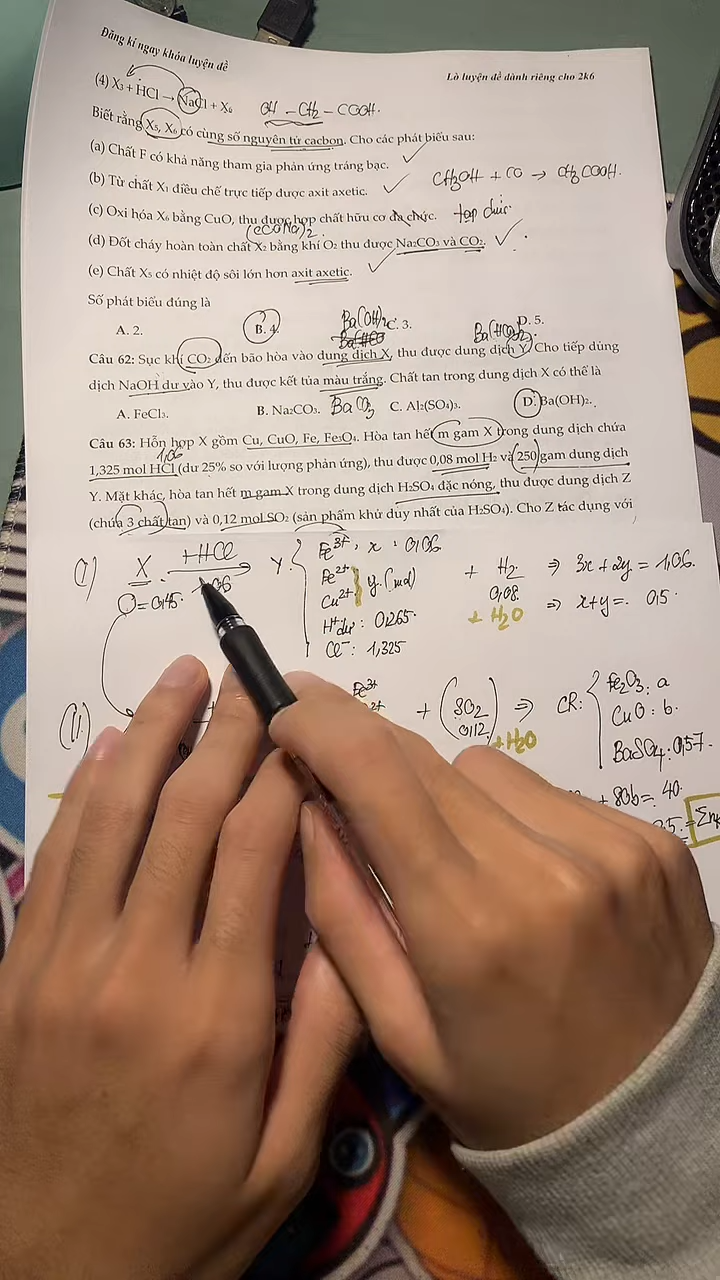 Đăng kí ngay khóa luyện đề
Lò luyện đề dành riêng cho 2k6
(4) X₃ + HCl → NaCl + X₆
OH - CH₂ - COOH.
Biết rằng X₅, X₆ có cùng số nguyên tử cacbon. Cho các phát biểu sau:
(a) Chất F có khả năng tham gia phản ứng tráng bạc.
CH₃OH + CO → CH₃COOH.
(b) Từ chất X₁ điều chế trực tiếp được axit axetic.
(c) Oxi hóa X₆ bằng CuO, thu được hợp chất hữu cơ đa chức. tạp chức.
(COONa)₂.
(d) Đốt cháy hoàn toàn chất X₂ bằng khí O₂ thu được Na₂CO₃ và CO₂.
(e) Chất X₅ có nhiệt độ sôi lớn hơn axit axetic.
Số phát biểu đúng là
Ba(OH)₂
A. 2. B. 4. C. 3. D. 5.
Ba(HCO₃)₂
Câu 62: Sục khí CO₂ đến bão hòa vào dung dịch X, thu được dung dịch Y. Cho tiếp dung
dịch NaOH dư vào Y, thu được kết tủa màu trắng. Chất tan trong dung dịch X có thể là
A. FeCl₃. B. Na₂CO₃. BaCO₃ C. Al₂(SO₄)₃. D. Ba(OH)₂.
Câu 63: Hỗn hợp X gồm Cu, CuO, Fe, Fe₃O₄. Hòa tan hết m gam X trong dung dịch chứa
1,06
1,325 mol HCl (dư 25% so với lượng phản ứng), thu được 0,08 mol H₂ và 250 gam dung dịch
Y. Mặt khác, hòa tan hết m gam X trong dung dịch H₂SO₄ đặc nóng, thu được dung dịch Z
(chứa 3 chất tan) và 0,12 mol SO₂ (sản phẩm khử duy nhất của H₂SO₄). Cho Z tác dụng với
X +HCl Y: Fe³⁺: x : 0,06
1,06
Fe²⁺
Cu²⁺ } y (mol) + H₂ ⇒ 3x + 2y = 1,06.
O = 0,45. 0,08
+ H₂O ⇒ x+y = 0,5.
H⁺dư : 0,265
Cl⁻ : 1,325
Fe³⁺
+ (SO₂ 0,12) ⇒ CR: { Fe₂O₃ : a
+H₂O CuO : b.
BaSO₄ : 0,57.
+ 80b = 40.